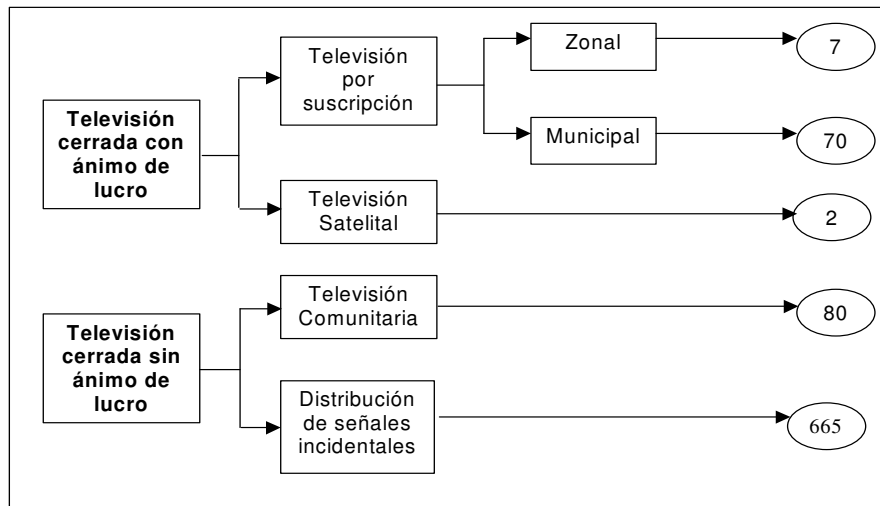 Televisión
cerrada con
ánimo de
lucro
Televisión
por
suscripción
Zonal
7
Municipal
70
Televisión
Satelital
2
Televisión
cerrada sin
ánimo de
lucro
Televisión
Comunitaria
80
Distribución
de señales
incidentales
665